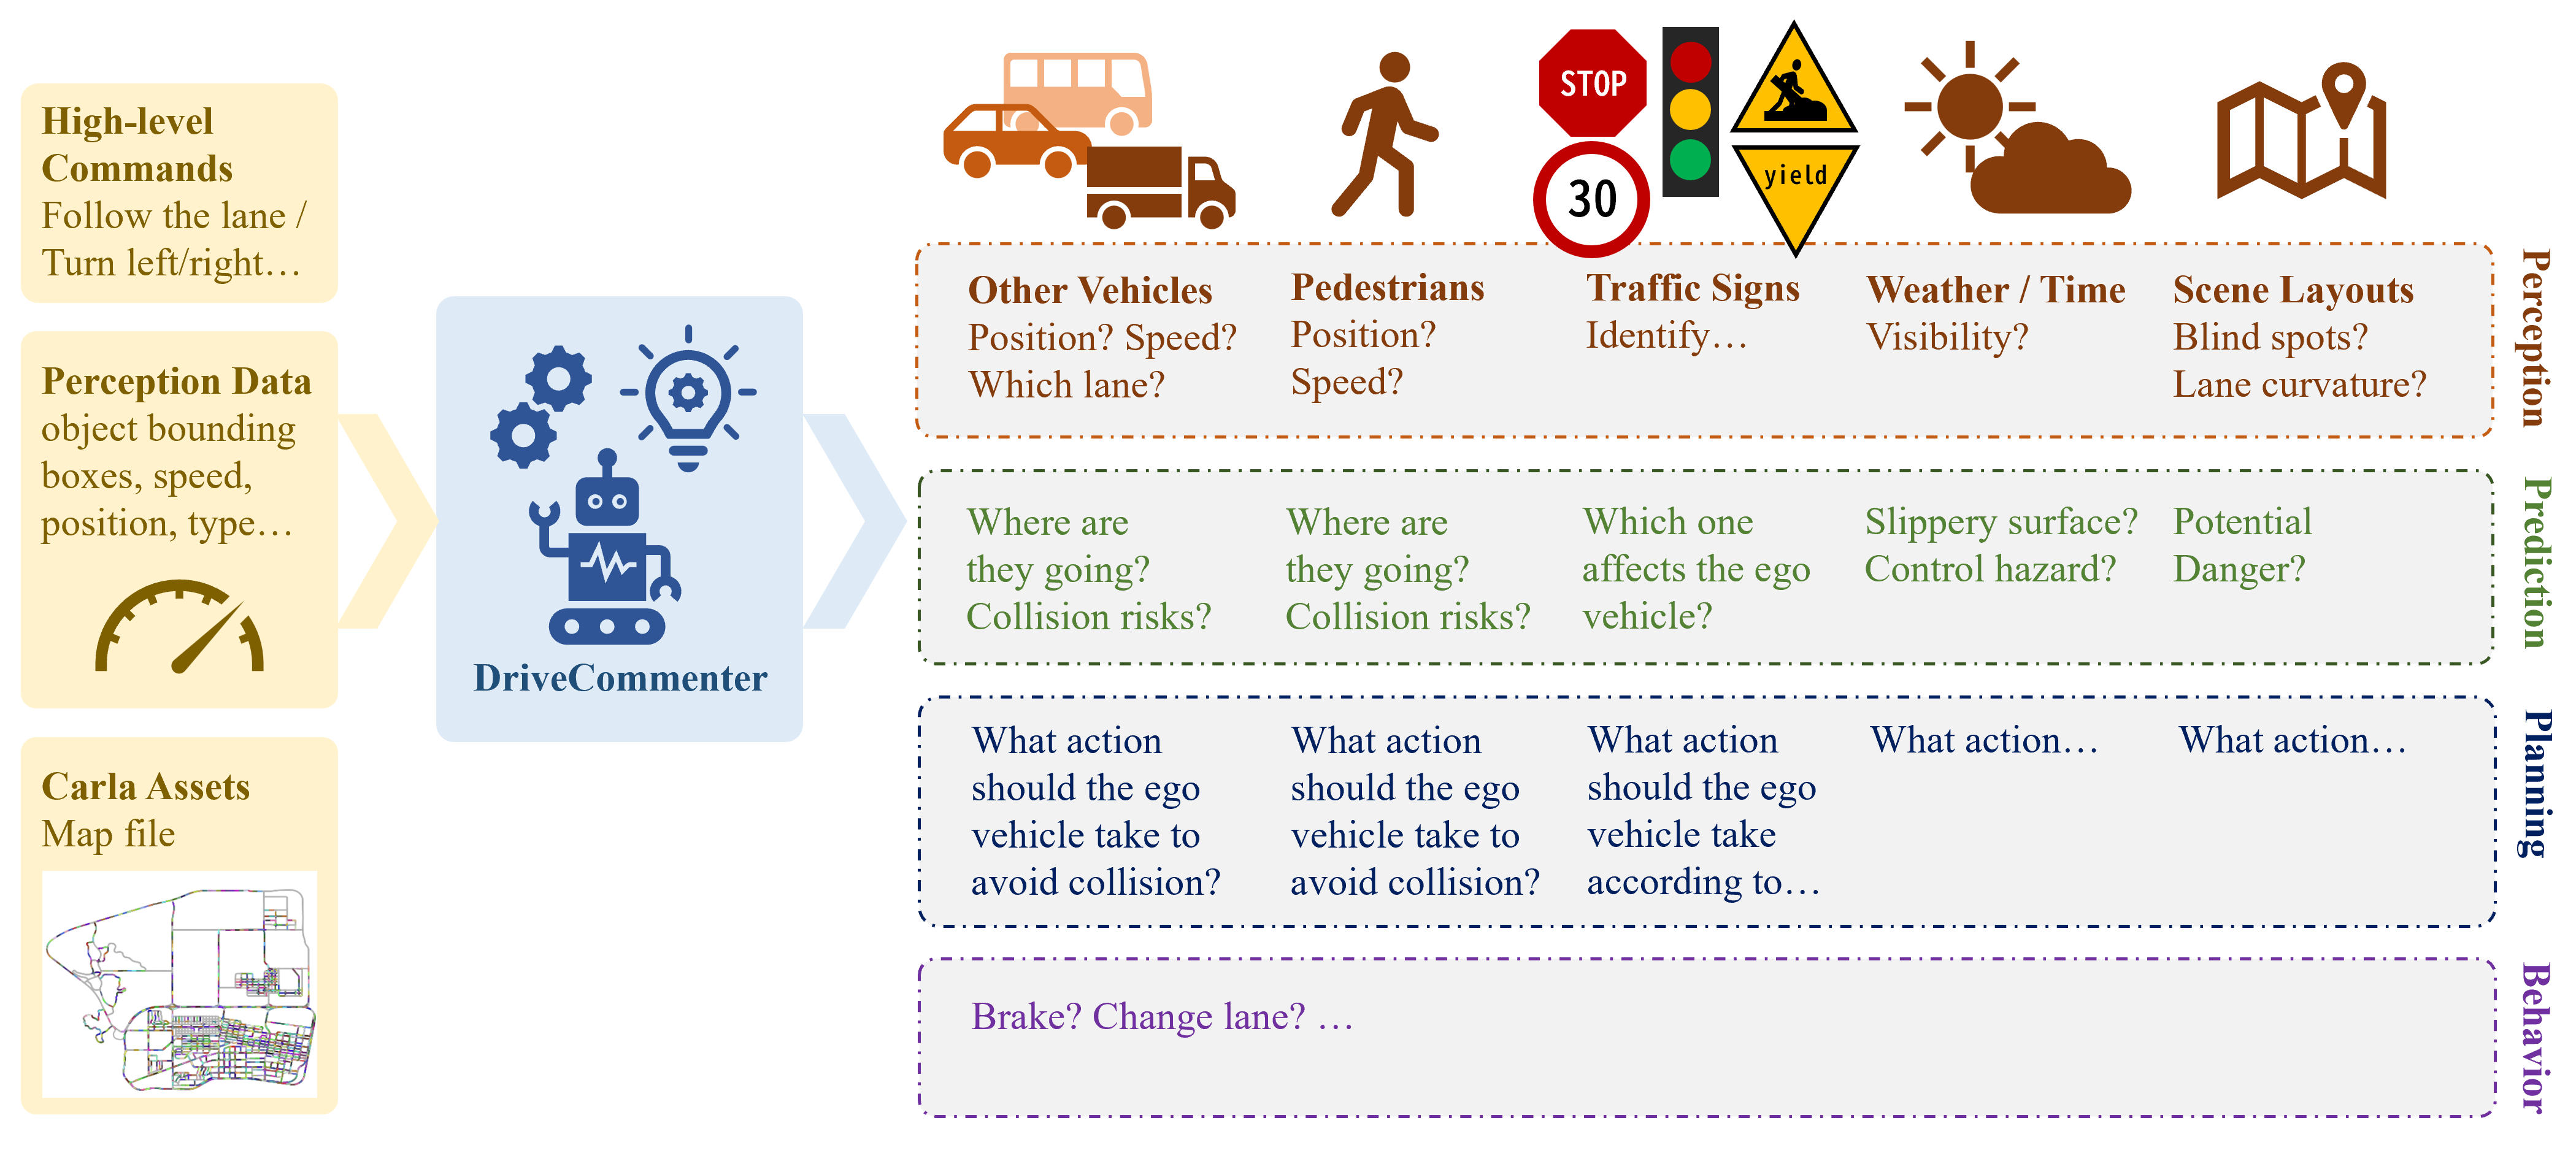 High-level
Commands
Follow the lane /
Turn left/right…
Perception Data
object bounding
boxes, speed,
position, type…
Carla Assets
Map file
DriveCommenter
STOP
30
yield
Other Vehicles
Position? Speed?
Which lane?
Pedestrians
Position?
Speed?
Traffic Signs
Identify…
Weather / Time
Visibility?
Scene Layouts
Blind spots?
Lane curvature?
Perception
Where are
they going?
Collision risks?
Where are
they going?
Collision risks?
Which one
affects the ego
vehicle?
Slippery surface?
Control hazard?
Potential
Danger?
Prediction
What action
should the ego
vehicle take to
avoid collision?
What action
should the ego
vehicle take to
avoid collision?
What action
should the ego
vehicle take
according to…
What action…
What action…
Planning
Brake? Change lane? …
Behavior